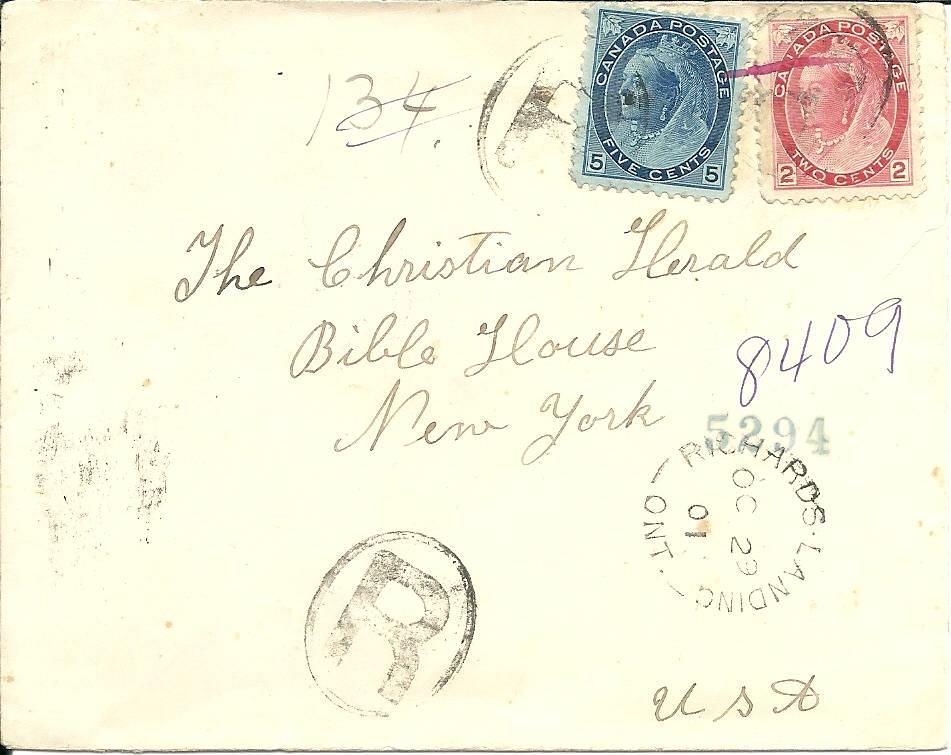 134.
CANADA POSTAGE
5 FIVE CENTS 5
CANADA POSTAGE
2 TWO CENTS 2
The Christian Herald
Bible House
New York
8409
5294
RICHARDS·LANDING·ONT
OC 29
01
R
R
U S A